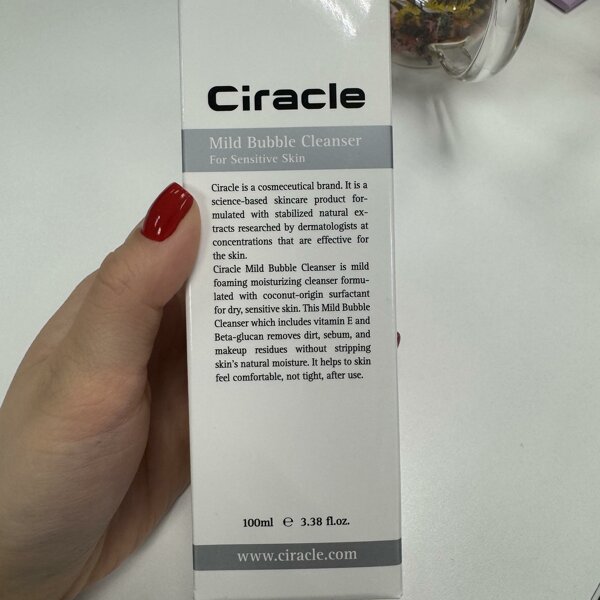 Ciracle
Mild Bubble Cleanser
For Sensitive Skin
Ciracle is a cosmeceutical brand. It is a
science-based skincare product for-
mulated with stabilized natural ex-
tracts researched by dermatologists at
concentrations that are effective for
the skin.
Ciracle Mild Bubble Cleanser is mild
foaming moisturizing cleanser formu-
lated with coconut-origin surfactant
for dry, sensitive skin. This Mild Bubble
Cleanser which includes vitamin E and
Beta-glucan removes dirt, sebum, and
makeup residues without stripping
skin's natural moisture. It helps to skin
feel comfortable, not tight, after use.
100ml ℮ 3.38 fl.oz.
www.ciracle.com